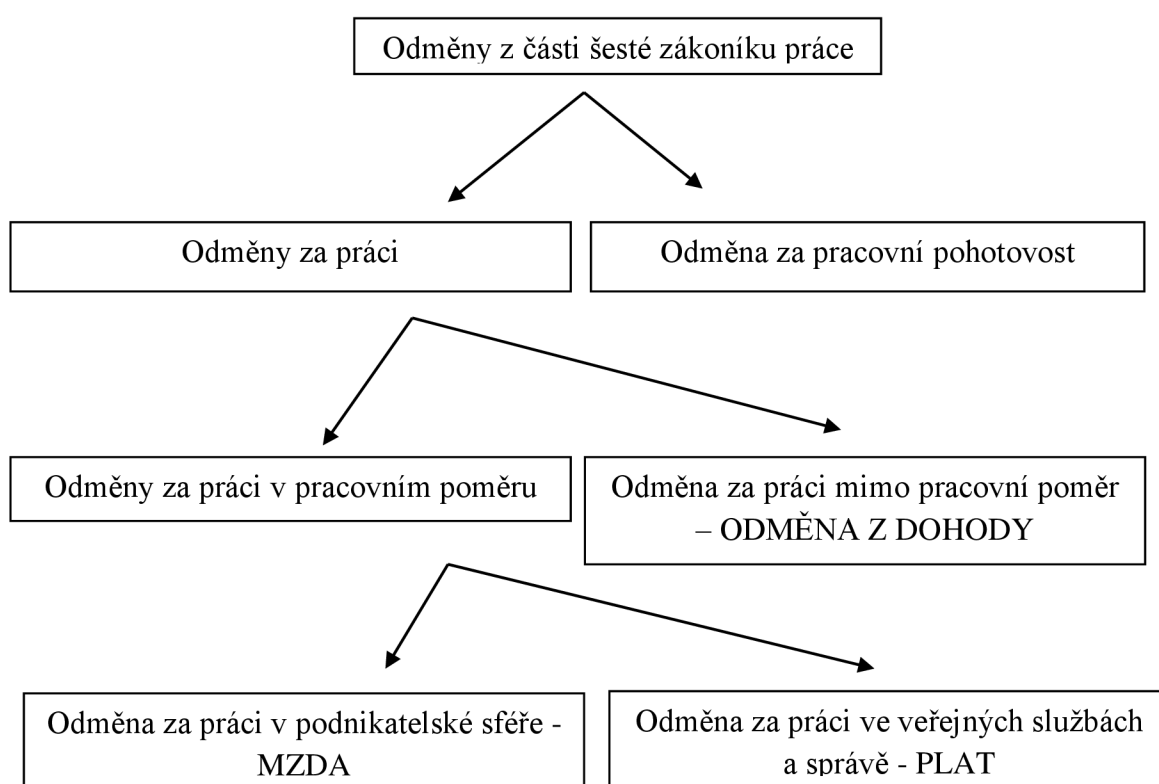 Odměny z části šesté zákoníku práce
Odměny za práci
Odměna za pracovní pohotovost
Odměny za práci v pracovním poměru
Odměna za práci mimo pracovní poměr
– ODMĚNA Z DOHODY
Odměna za práci v podnikatelské sféře -
MZDA
Odměna za práci ve veřejných službách
a správě - PLAT